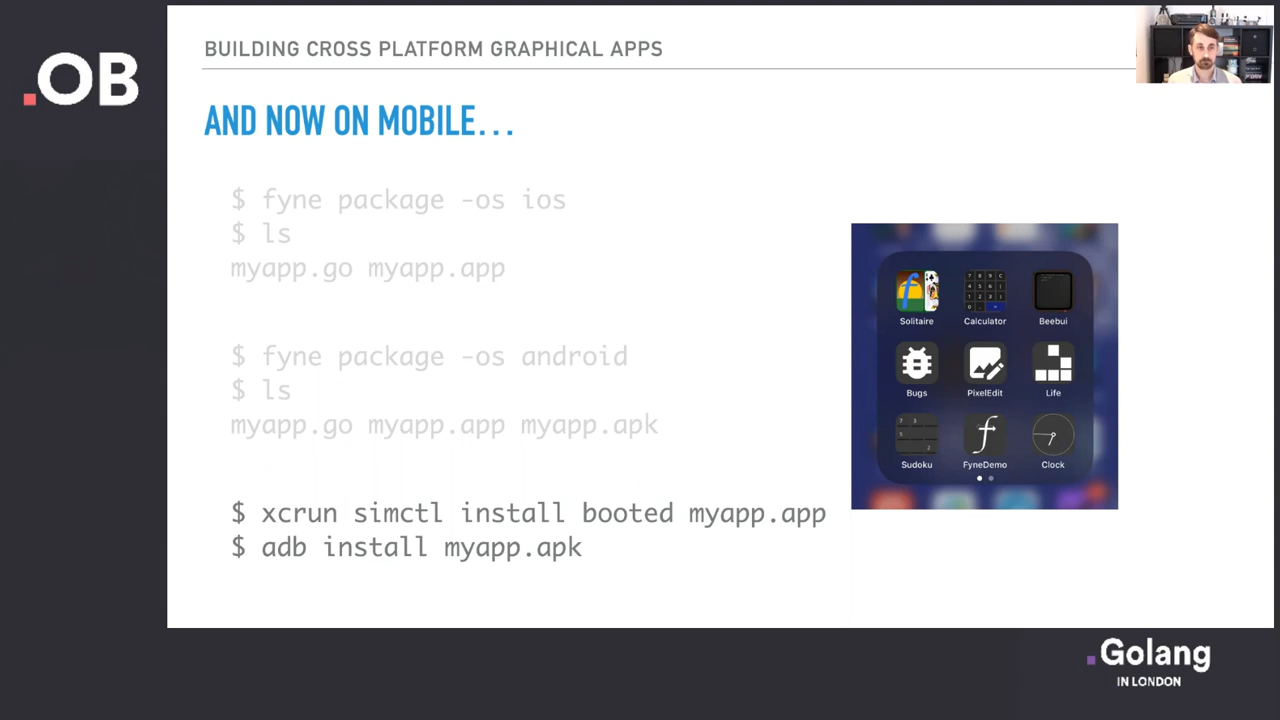 .OB
BUILDING CROSS PLATFORM GRAPHICAL APPS
AND NOW ON MOBILE...
$ fyne package -os ios
$ ls
myapp.go myapp.app
$ fyne package -os android
$ ls
myapp.go myapp.app myapp.apk
$ xcrun simctl install booted myapp.app
$ adb install myapp.apk
Solitaire Calculator Beebui
Bugs PixelEdit Life
Sudoku FyneDemo Clock
.Golang
IN LONDON